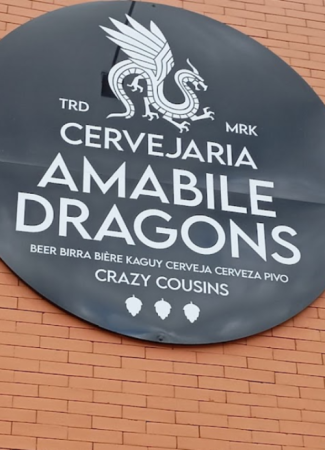 TRD MRK
CERVEJARIA
AMABILE
DRAGONS
BEER BIRRA BIÈRE KAGUY CERVEJA CERVEZA PIVO
CRAZY COUSINS